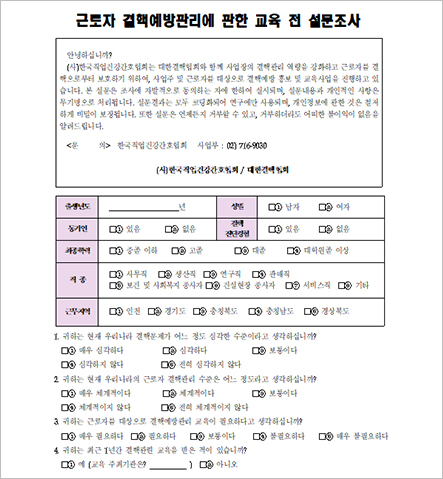 근로자 결핵예방관리에 관한 교육 전 설문조사
안녕하십니까?
(사)한국직업건강간호협회는 대한결핵협회와 함께 사업장의 결핵관리 역량을 강화하고 근로자를 결
핵으로부터 보호하기 위하여, 사업주 및 근로자를 대상으로 결핵예방 홍보 및 교육사업을 진행하고 있
습니다. 본 설문은 조사에 자발적으로 동의하는 자에 한하여 실시되며, 설문내용과 개인적인 사항은
무기명으로 처리됩니다. 설문결과는 모두 코딩화되어 연구에만 사용되며, 개인정보에 관한 것은 철저
하게 비밀이 보장됩니다. 또한 설문은 언제든지 거부할 수 있고, 거부하더라도 어떠한 불이익이 없음을
알려드립니다.
<문 의> 한국직업건강간호협회 사업부 : 02) 716-9030
(사)한국직업건강간호협회 / 대한결핵협회
출생년도 년 성별 □① 남자 □② 여자
동거인 □① 있음 □② 없음 결핵 진단경험 □① 있음 □② 없음
최종학력 □① 중졸 이하 □② 고졸 □③ 대졸 □④ 대학원졸 이상
직 종 □① 사무직 □② 생산직 □③ 연구직 □④ 판매직
□⑤ 보건 및 사회복지 종사자 □⑥ 건설현장 종사자 □⑦ 서비스직 □⑧ 기타
근무지역 □① 인천 □② 경기도 □③ 충청북도 □④ 충청남도 □⑤ 경상북도
1. 귀하는 현재 우리나라 결핵문제가 어느 정도 심각한 수준이라고 생각하십니까?
□① 매우 심각하다 □② 심각하다 □③ 보통이다
□④ 심각하지 않다 □⑤ 전혀 심각하지 않다
2. 귀하는 현재 우리나라의 근로자 결핵관리 수준은 어느 정도라고 생각하십니까?
□① 매우 체계적이다 □② 체계적이다 □③ 보통이다
□④ 체계적이지 않다 □⑤ 전혀 체계적이지 않다
3. 귀하는 근로자를 대상으로 결핵예방관리 교육이 필요하다고 생각하십니까?
□① 매우 필요하다 □② 필요하다 □③ 보통이다 □④ 불필요하다 □⑤ 매우 불필요하다
4. 귀하는 최근 1년간 결핵관련한 교육을 받은 적이 있습니까?
□① 예 (교육 주최기관은? ) □② 아니오